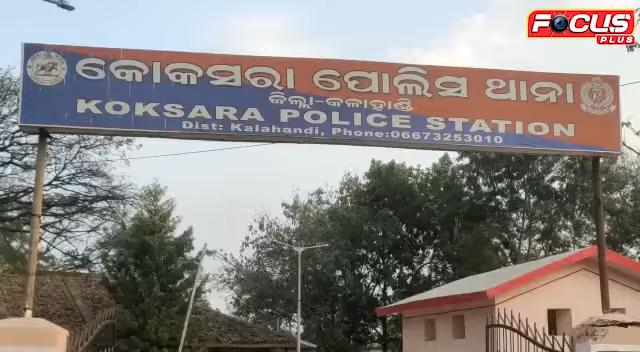 FOCUS
PLUS
କୋକସରା ପୋଲିସ ଥାନା
ଜିଲ୍ଲା-କଳାହାଣ୍ଡି
KOKSARA POLICE STATION
Dist: Kalahandi, Phone:06673253010